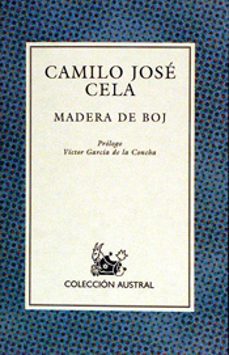 CAMILO JOSÉ
CELA
MADERA DE BOJ
Prólogo
Víctor García de la Concha
COLECCIÓN AUSTRAL